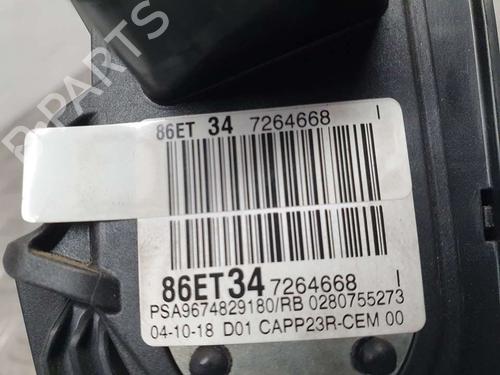 B-PARTS
86ET 34 7264668 I
86ET34 7264668 I
PSA9674829180/RB 0280755273
04-10-18 D01 CAPP23R-CEM 00